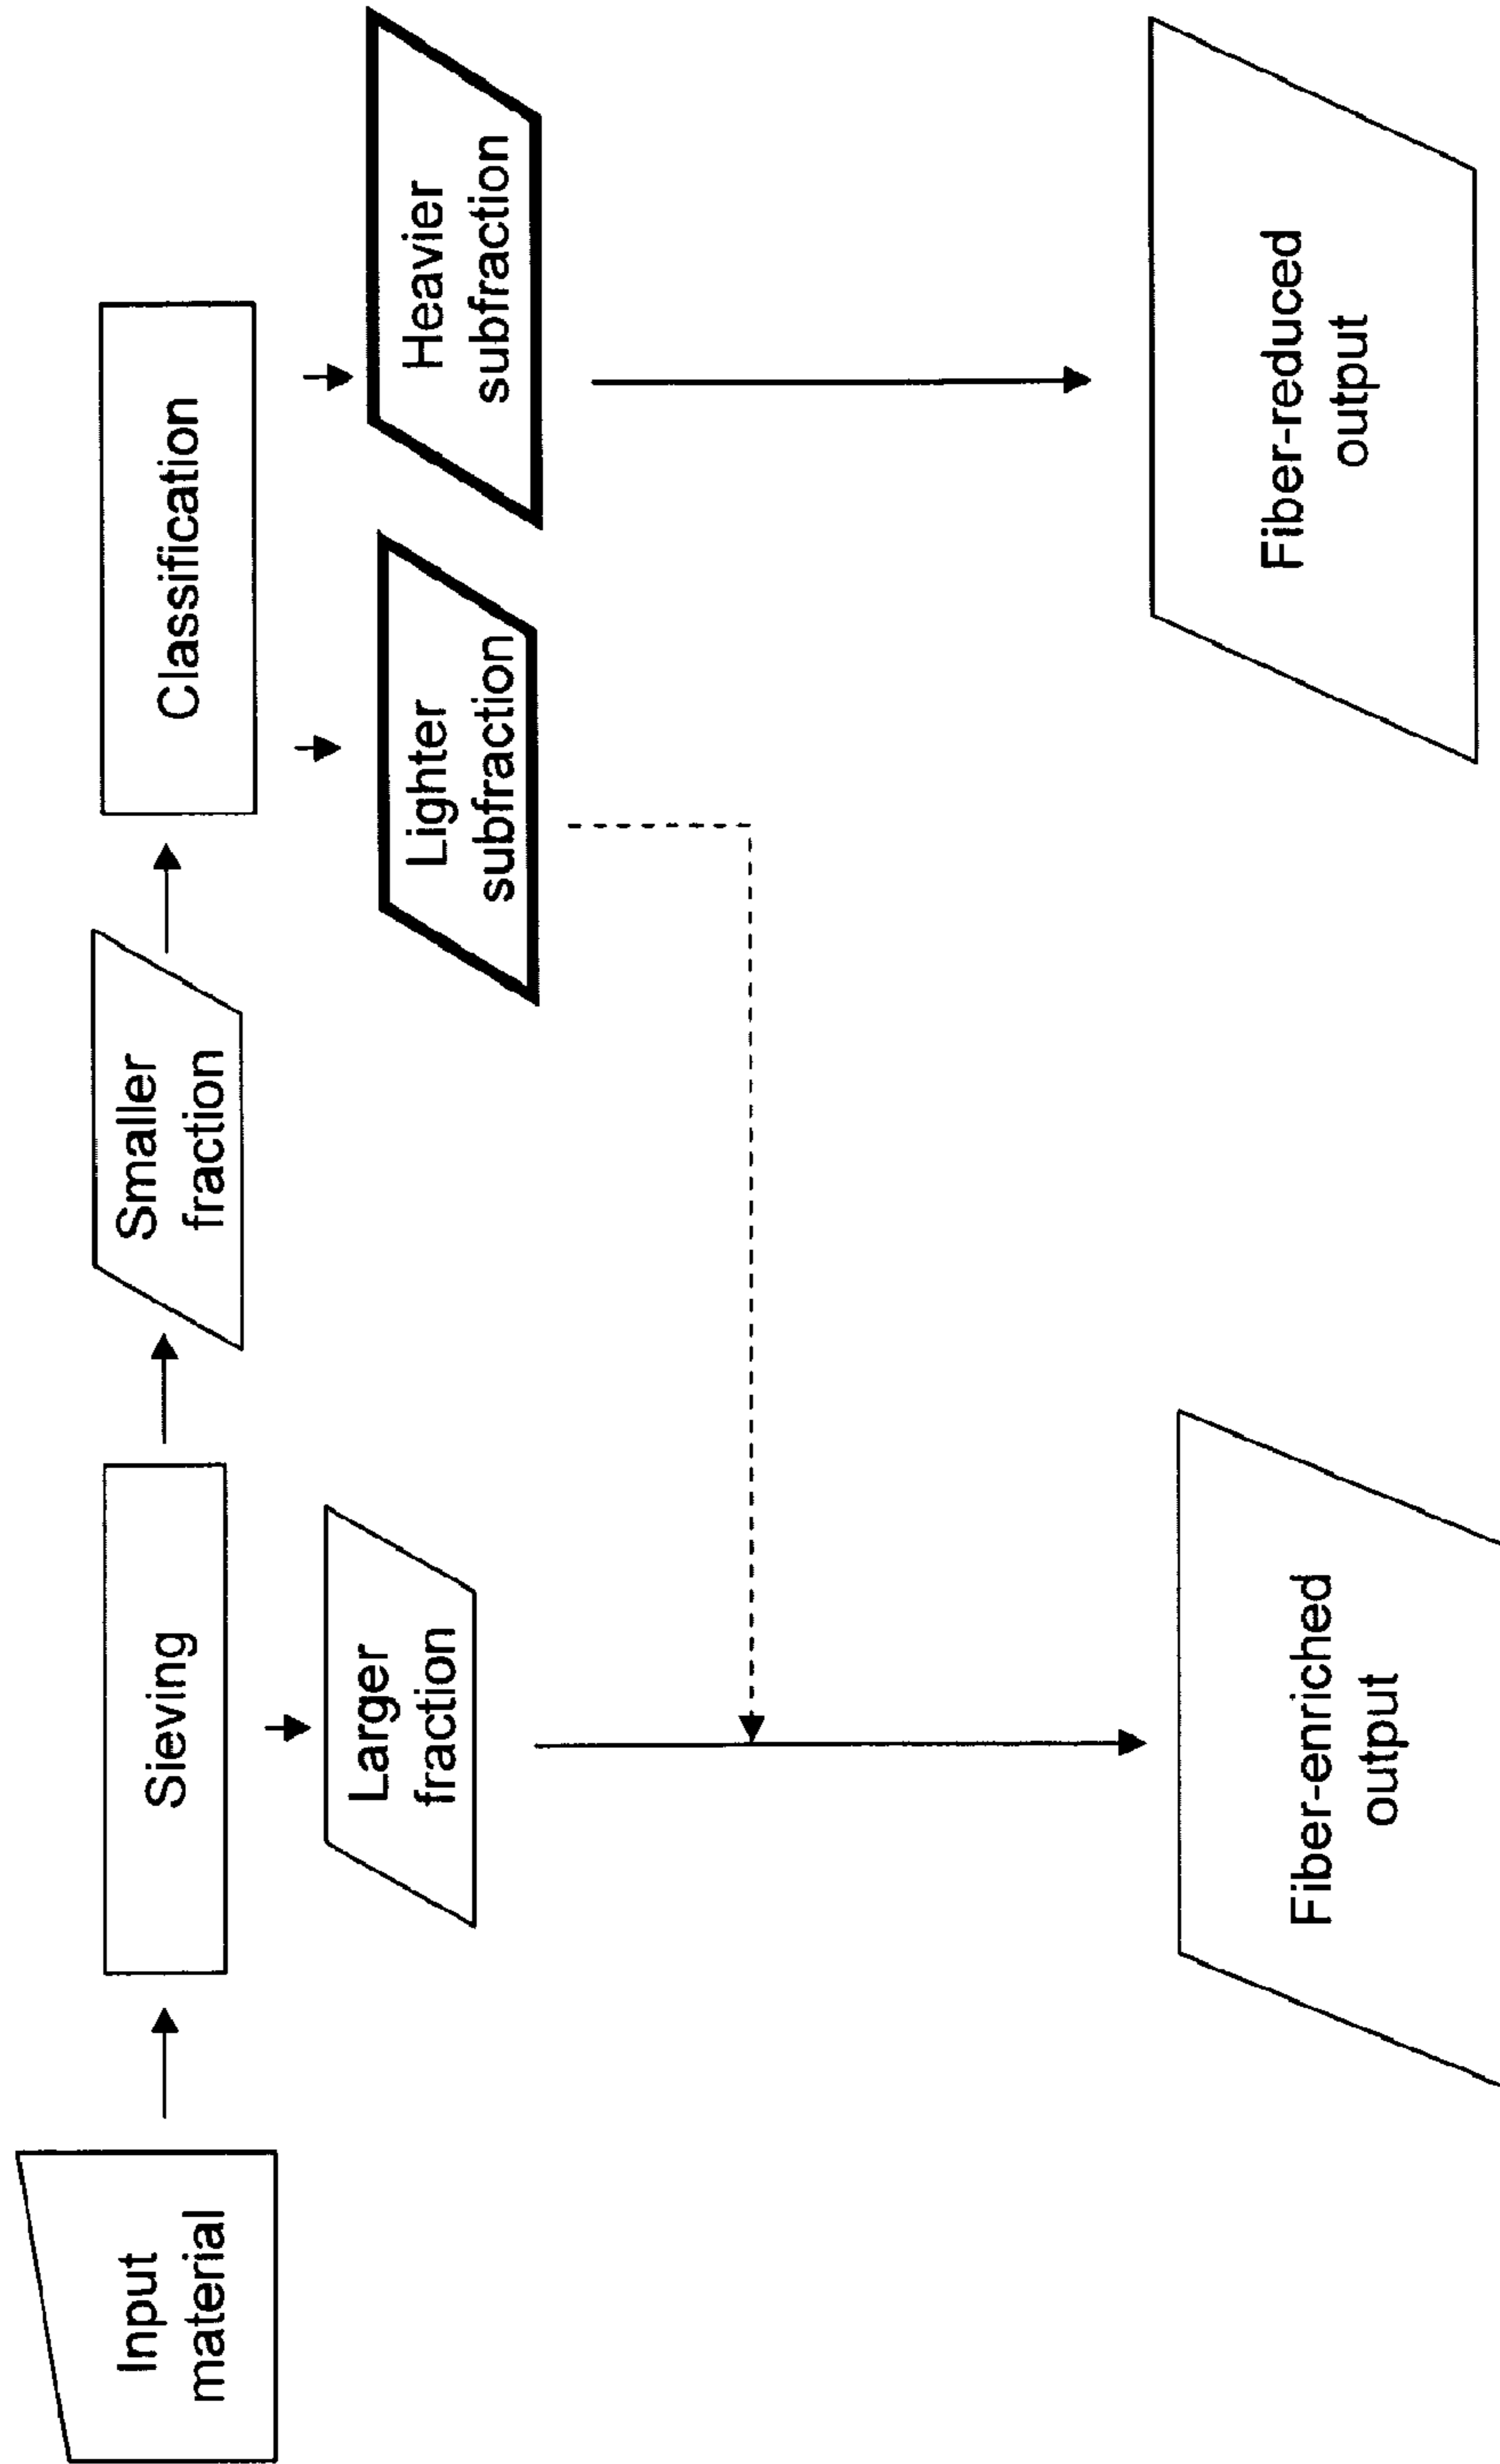 Input
material
Sieving
Smaller
fraction
Classification
Larger
fraction
Lighter
subfraction
Heavier
subfraction
Fiber-enriched
output
Fiber-reduced
output